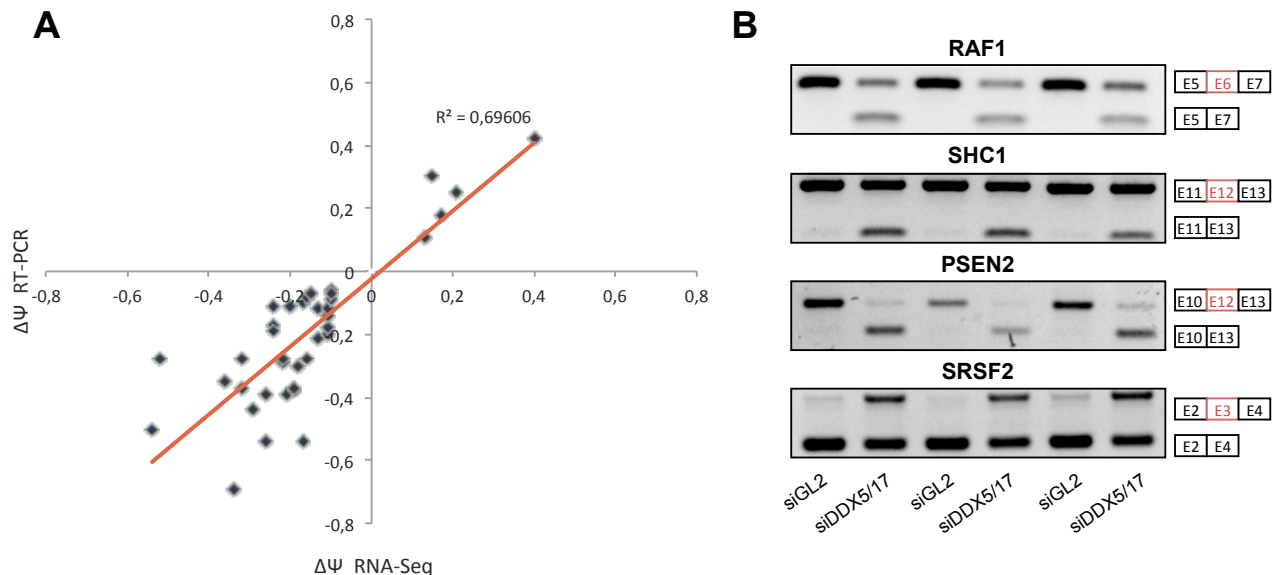 A
0,8
0,6
R² = 0,69606
0,4
0,2
0
-0,8
-0,6
-0,4
-0,2
0
0,2
0,4
0,6
0,8
-0,2
-0,4
-0,6
-0,8
ΔΨ RT-PCR
ΔΨ RNA-Seq
B
RAF1
E5 E6 E7
E5 E7
SHC1
E11 E12 E13
E11 E13
PSEN2
E10 E12 E13
E10 E13
SRSF2
E2 E3 E4
E2 E4
siGL2 siDDX5/17 siGL2 siDDX5/17 siGL2 siDDX5/17